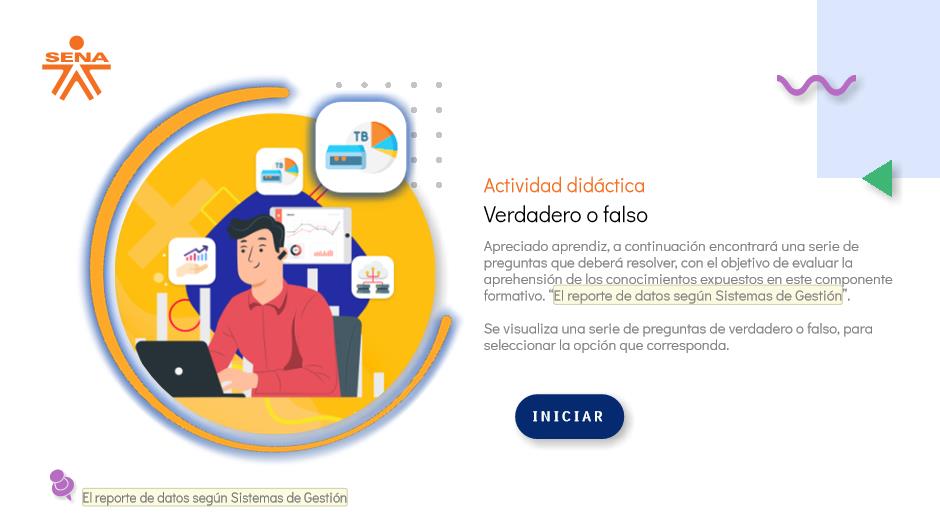 SENA
TB
TB
Actividad didáctica
Verdadero o falso
Apreciado aprendiz, a continuación encontrará una serie de
preguntas que deberá resolver, con el objetivo de evaluar la
aprehensión de los conocimientos expuestos en este componente
formativo. “El reporte de datos según Sistemas de Gestión”.
Se visualiza una serie de preguntas de verdadero o falso, para
seleccionar la opción que corresponda.
INICIAR
El reporte de datos según Sistemas de Gestión